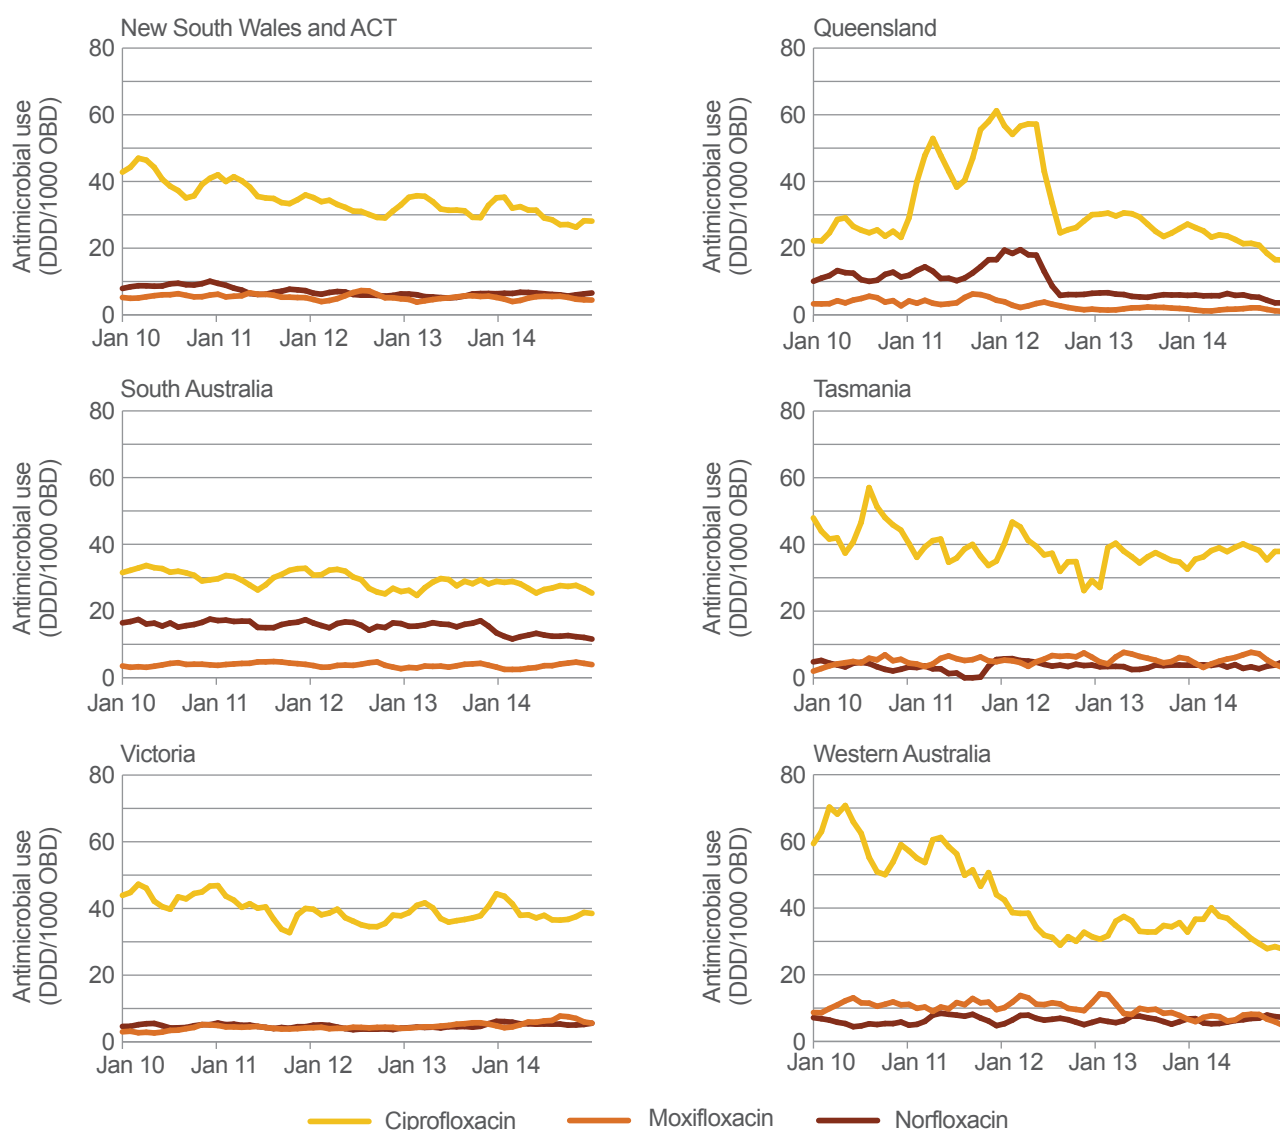 New South Wales and ACT
Antimicrobial use
(DDD/1000 OBD)
80
60
40
20
0
Jan 10 Jan 11 Jan 12 Jan 13 Jan 14
Queensland
Antimicrobial use
(DDD/1000 OBD)
80
60
40
20
0
Jan 10 Jan 11 Jan 12 Jan 13 Jan 14
South Australia
Antimicrobial use
(DDD/1000 OBD)
80
60
40
20
0
Jan 10 Jan 11 Jan 12 Jan 13 Jan 14
Tasmania
Antimicrobial use
(DDD/1000 OBD)
80
60
40
20
0
Jan 10 Jan 11 Jan 12 Jan 13 Jan 14
Victoria
Antimicrobial use
(DDD/1000 OBD)
80
60
40
20
0
Jan 10 Jan 11 Jan 12 Jan 13 Jan 14
Western Australia
Antimicrobial use
(DDD/1000 OBD)
80
60
40
20
0
Jan 10 Jan 11 Jan 12 Jan 13 Jan 14
Ciprofloxacin Moxifloxacin Norfloxacin